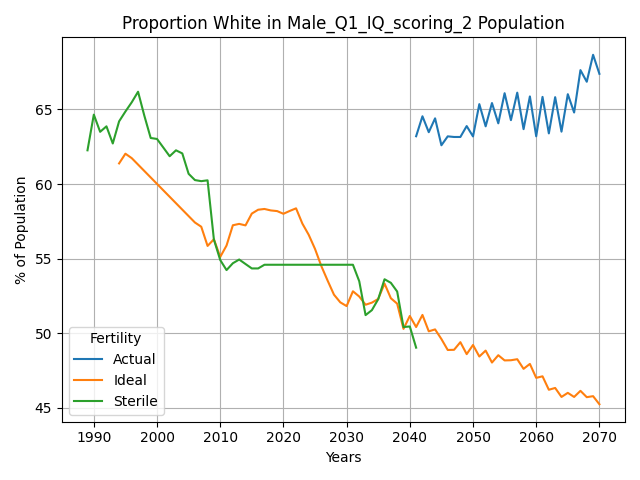 Proportion White in Male_Q1_IQ_scoring_2 Population
% of Population
65
60
55
50
45
Fertility
Actual
Ideal
Sterile
1990 2000 2010 2020 2030 2040 2050 2060 2070
Years